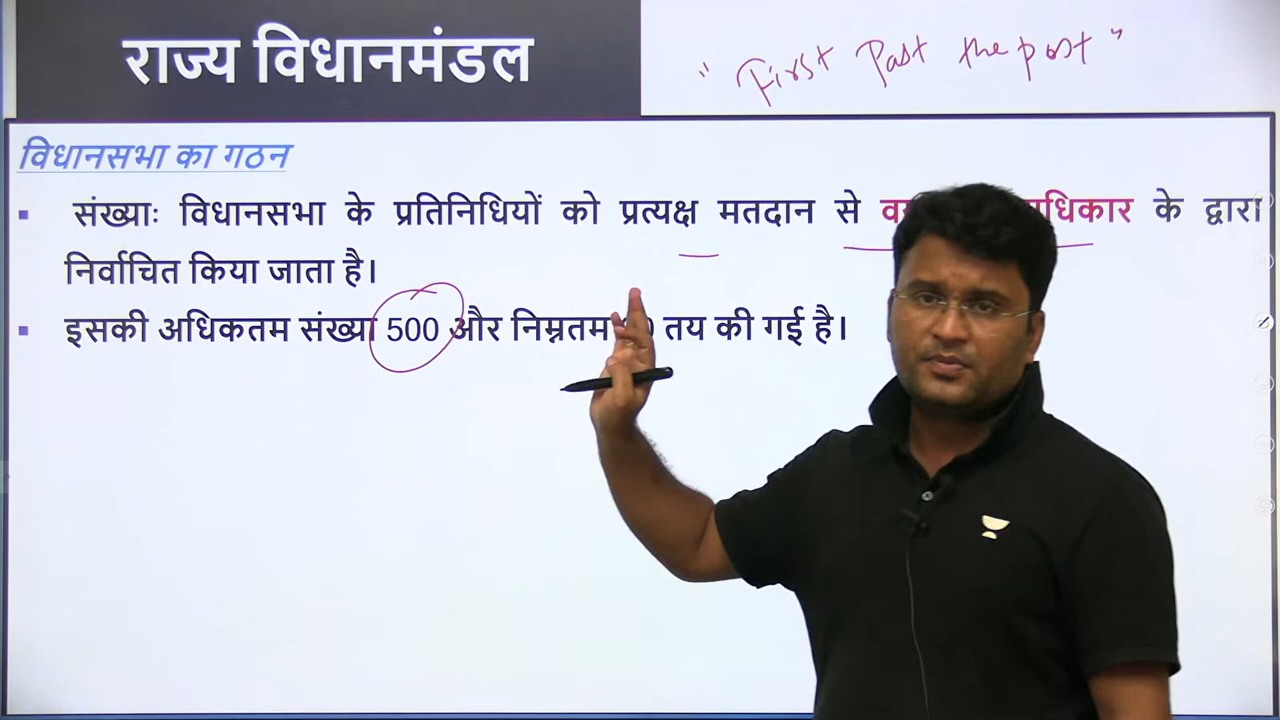 राज्य विधानमंडल
" First Past the post "
विधानसभा का गठन
▪ संख्याः विधानसभा के प्रतिनिधियों को प्रत्यक्ष मतदान से के द्वारा
निर्वाचित किया जाता है।
▪ इसकी अधिकतम संख्या 500 और निम्नतम तय की गई है।